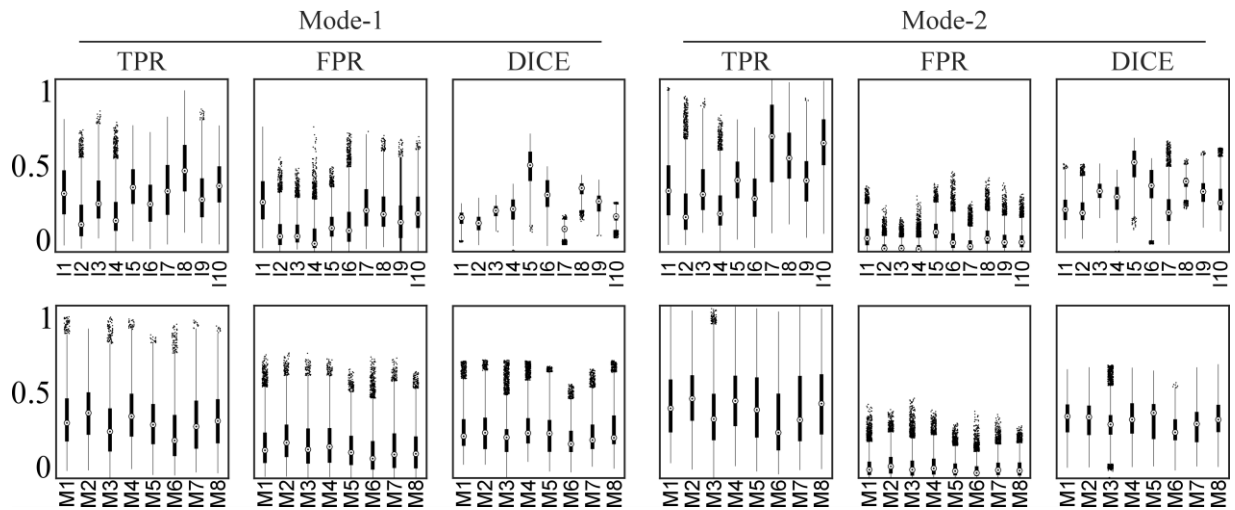 Mode-1 Mode-2
TPR FPR DICE TPR FPR DICE
1
0.5
0
I1 I2 I3 I4 I5 I6 I7 I8 I9 I10 I1 I2 I3 I4 I5 I6 I7 I8 I9 I10 I1 I2 I3 I4 I5 I6 I7 I8 I9 I10 I1 I2 I3 I4 I5 I6 I7 I8 I9 I10 I1 I2 I3 I4 I5 I6 I7 I8 I9 I10 I1 I2 I3 I4 I5 I6 I7 I8 I9 I10
1
0.5
0
M1 M2 M3 M4 M5 M6 M7 M8 M1 M2 M3 M4 M5 M6 M7 M8 M1 M2 M3 M4 M5 M6 M7 M8 M1 M2 M3 M4 M5 M6 M7 M8 M1 M2 M3 M4 M5 M6 M7 M8 M1 M2 M3 M4 M5 M6 M7 M8